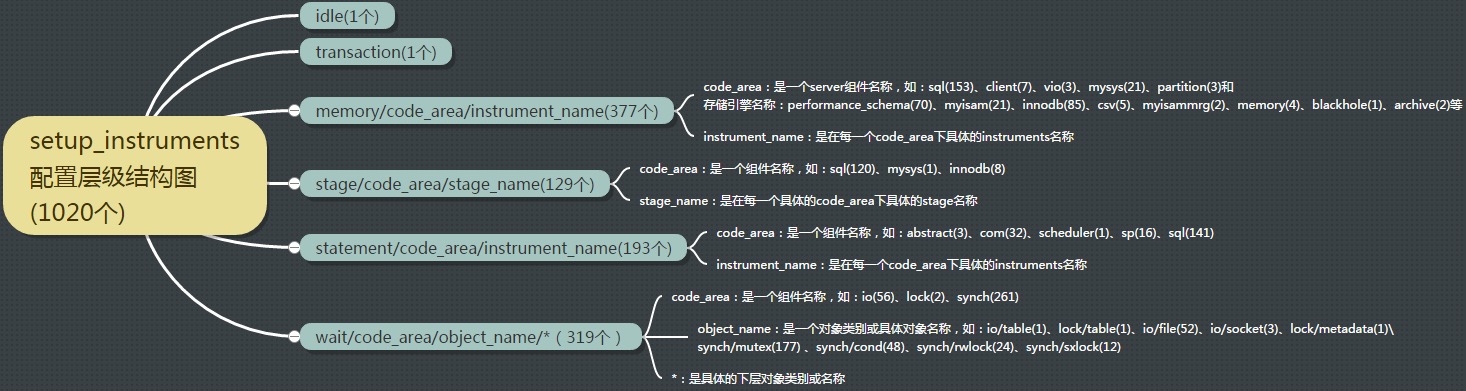 idle(1个)
transaction(1个)
code_area：是一个server组件名称，如：sql(153)、client(7)、vio(3)、mysys(21)、partition(3)和
存储引擎名称：performance_schema(70)、myisam(21)、innodb(85)、csv(5)、myisammrg(2)、memory(4)、blackhole(1)、archive(2)等
memory/code_area/instrument_name(377个)
instrument_name：是在每一个code_area下具体的instruments名称
setup_instruments
配置层级结构图
(1020个)
code_area：是一个组件名称，如：sql(120)、mysys(1)、innodb(8)
stage/code_area/stage_name(129个)
stage_name：是在每一个具体的code_area下具体的stage名称
code_area：是一个组件名称，如：abstract(3)、com(32)、scheduler(1)、sp(16)、sql(141)
statement/code_area/instrument_name(193个)
instrument_name：是在每一个code_area下具体的instruments名称
code_area：是一个组件名称，如：io(56)、lock(2)、synch(261)
wait/code_area/object_name/*（319个）
object_name：是一个对象类别或具体对象名称，如：io/table(1)、lock/table(1)、io/file(52)、io/socket(3)、lock/metadata(1)\
synch/mutex(177) 、synch/cond(48)、synch/rwlock(24)、synch/sxlock(12)
*：是具体的下层对象类别或名称